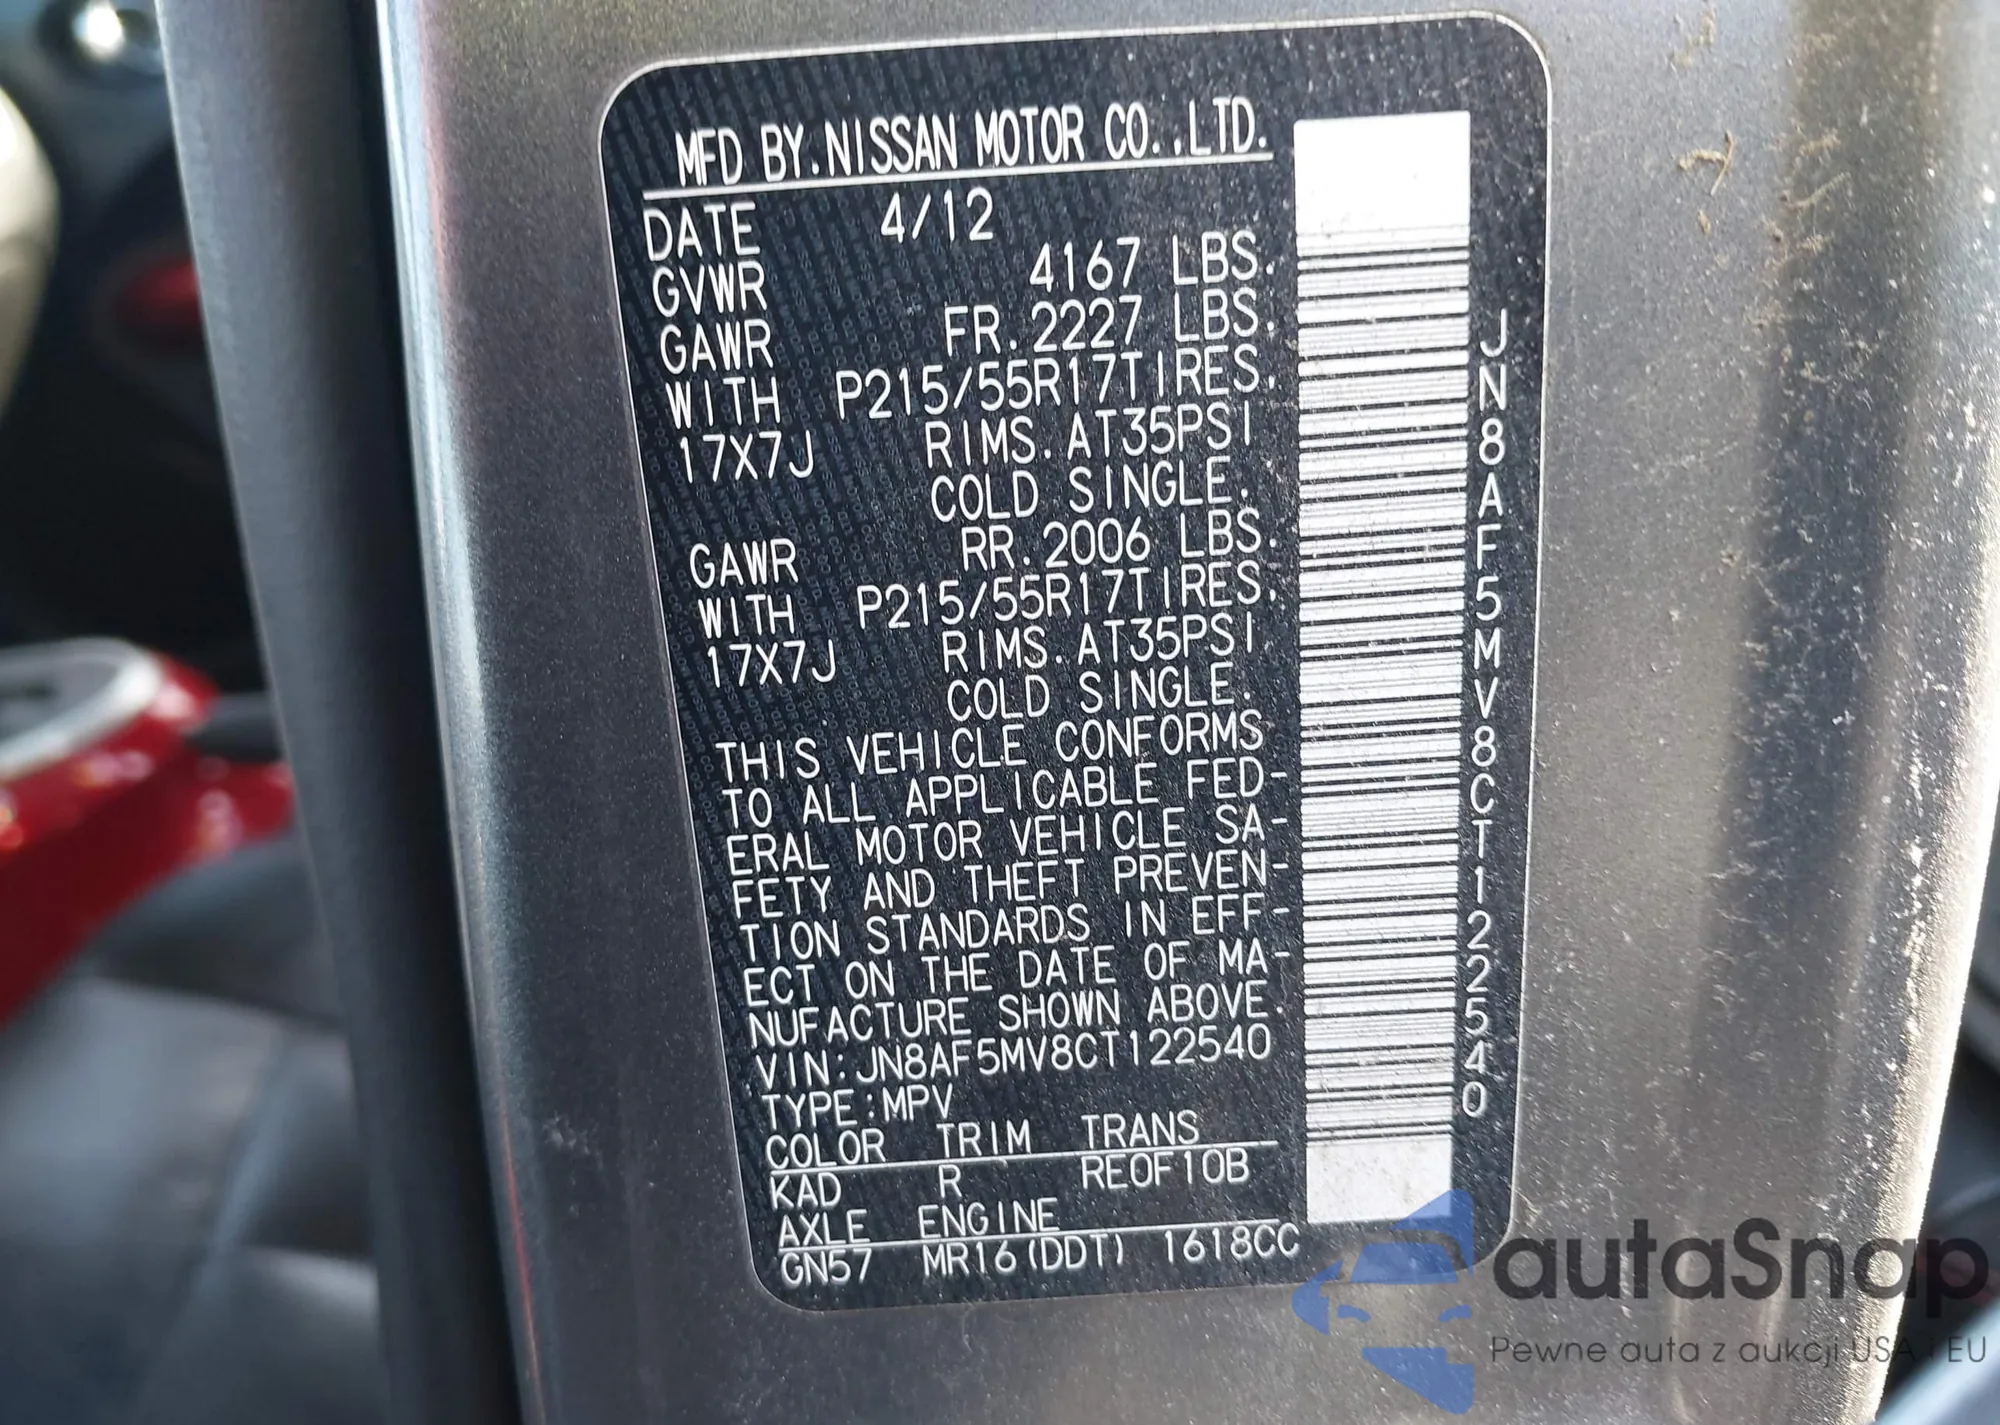 MFD BY.NISSAN MOTOR CO.,LTD.
DATE 4/12
GVWR 4167 LBS.
GAWR FR.2227 LBS.
WITH P215/55R17TIRES.
17X7J RIMS.AT35PSI
COLD SINGLE.
GAWR RR.2006 LBS.
WITH P215/55R17TIRES.
17X7J RIMS.AT35PSI
COLD SINGLE.
THIS VEHICLE CONFORMS
TO ALL APPLICABLE FED-
ERAL MOTOR VEHICLE SA-
FETY AND THEFT PREVEN-
TION STANDARDS IN EFF-
ECT ON THE DATE OF MA-
NUFACTURE SHOWN ABOVE.
VIN:JN8AF5MV8CT122540
TYPE:MPV
COLOR TRIM TRANS
KAD R RE0F10B
AXLE ENGINE
GN57 MR16(DDT) 1618CC
JN8AF5MV8CT122540
autaSnap
Pewne auta z aukcji USA i EU